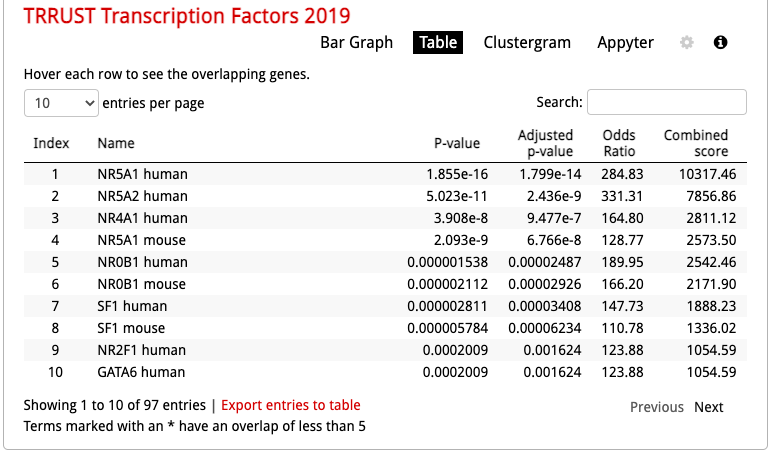 TRRUST Transcription Factors 2019
Bar Graph Table Clustergram Appyter
Hover each row to see the overlapping genes.
10 entries per page Search:
Index Name P-value Adjusted p-value Odds Ratio Combined score
1 NR5A1 human 1.855e-16 1.799e-14 284.83 10317.46
2 NR5A2 human 5.023e-11 2.436e-9 331.31 7856.86
3 NR4A1 human 3.908e-8 9.477e-7 164.80 2811.12
4 NR5A1 mouse 2.093e-9 6.766e-8 128.77 2573.50
5 NR0B1 human 0.000001538 0.00002487 189.95 2542.46
6 NR0B1 mouse 0.000002112 0.00002926 166.20 2171.90
7 SF1 human 0.000002811 0.00003408 147.73 1888.23
8 SF1 mouse 0.000005784 0.00006234 110.78 1336.02
9 NR2F1 human 0.0002009 0.001624 123.88 1054.59
10 GATA6 human 0.0002009 0.001624 123.88 1054.59
Showing 1 to 10 of 97 entries | Export entries to table Previous Next
Terms marked with an * have an overlap of less than 5